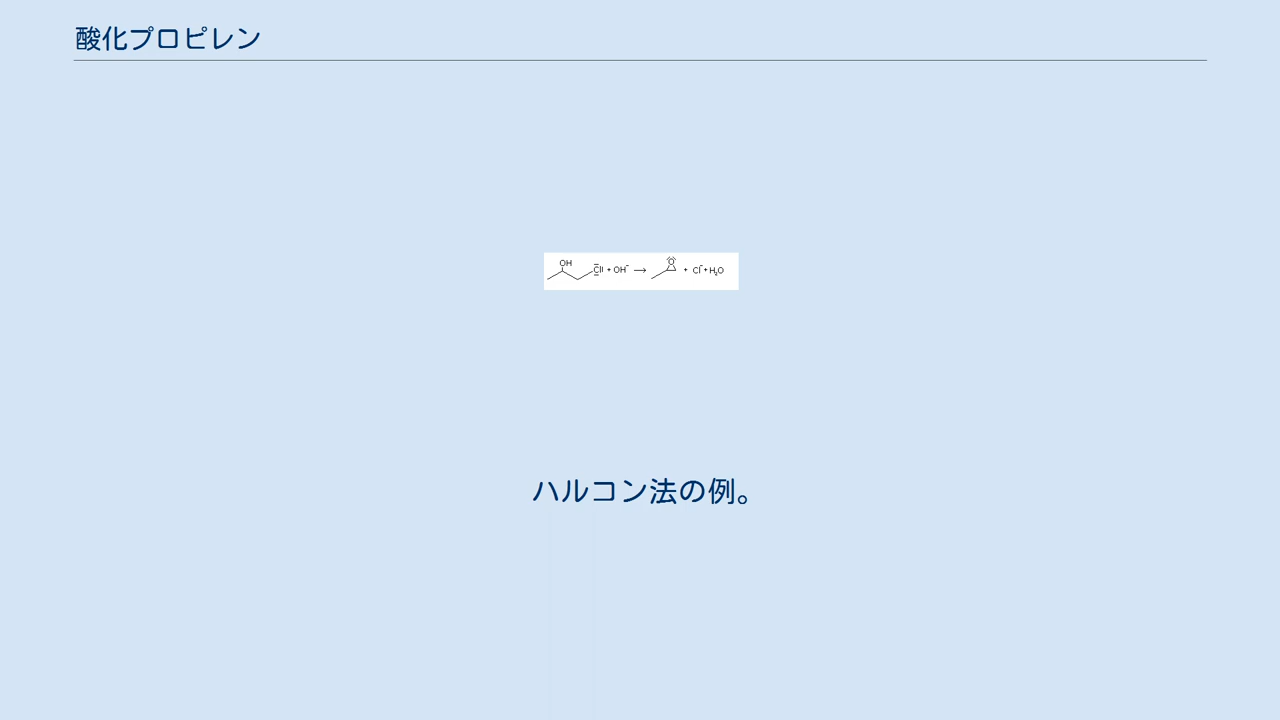 酸化プロピレン
OH
Cl + OH⁻ → O + Cl⁻ + H₂O
ハルコン法の例。